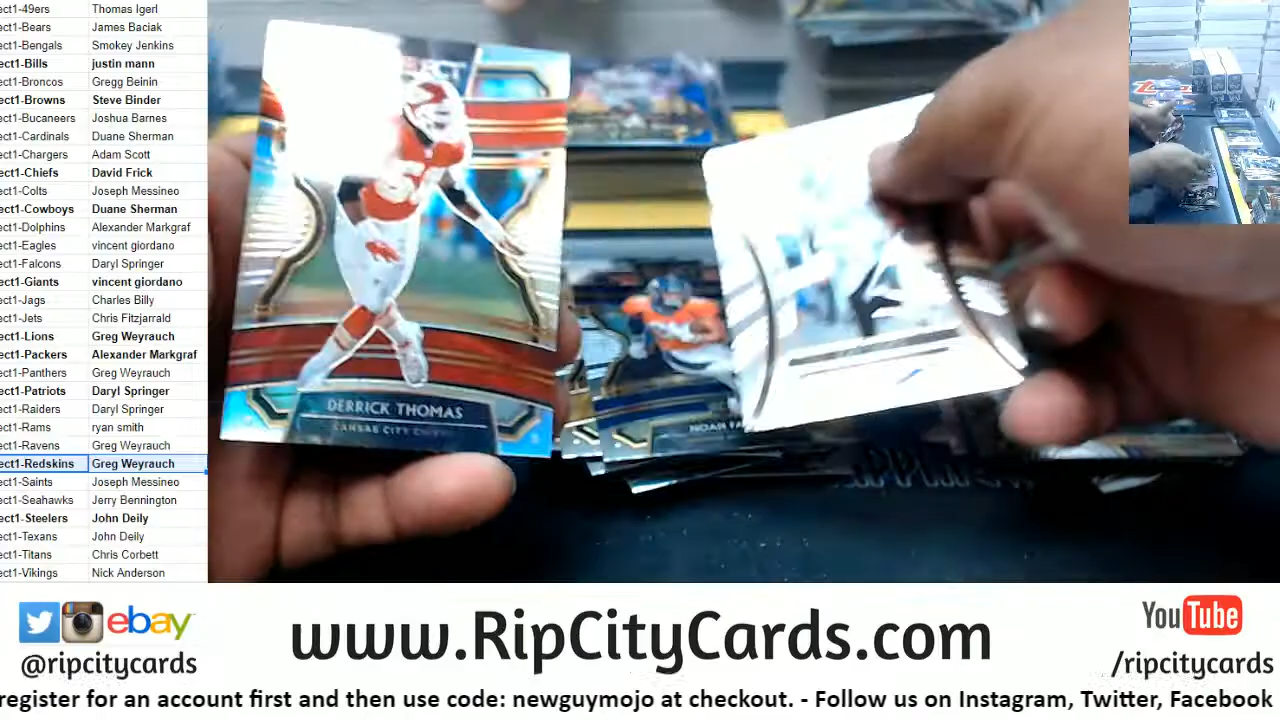 ect1-49ers Thomas Igerl
ect1-Bears James Baciak
ect1-Bengals Smokey Jenkins
ect1-Bills justin mann
ect1-Broncos Gregg Beinin
ect1-Browns Steve Binder
ect1-Bucaneers Joshua Barnes
ect1-Cardinals Duane Sherman
ect1-Chargers Adam Scott
ect1-Chiefs David Frick
ect1-Colts Joseph Messineo
ect1-Cowboys Duane Sherman
ect1-Dolphins Alexander Markgraf
ect1-Eagles vincent giordano
ect1-Falcons Daryl Springer
ect1-Giants vincent giordano
ect1-Jags Charles Billy
ect1-Jets Chris Fitzjarrald
ect1-Lions Greg Weyrauch
ect1-Packers Alexander Markgraf
ect1-Panthers Greg Weyrauch
ect1-Patriots Daryl Springer
ect1-Raiders Daryl Springer
ect1-Rams ryan smith
ect1-Ravens Greg Weyrauch
ect1-Redskins Greg Weyrauch
ect1-Saints Joseph Messineo
ect1-Seahawks Jerry Bennington
ect1-Steelers John Deily
ect1-Texans John Deily
ect1-Titans Chris Corbett
ect1-Vikings Nick Anderson
DERRICK THOMAS
KANSAS CITY CHIEFS
NOAH
ebay
@ripcitycards
www.RipCityCards.com
YouTube
/ripcitycards
register for an account first and then use code: newguymojo at checkout. - Follow us on Instagram, Twitter, Facebook